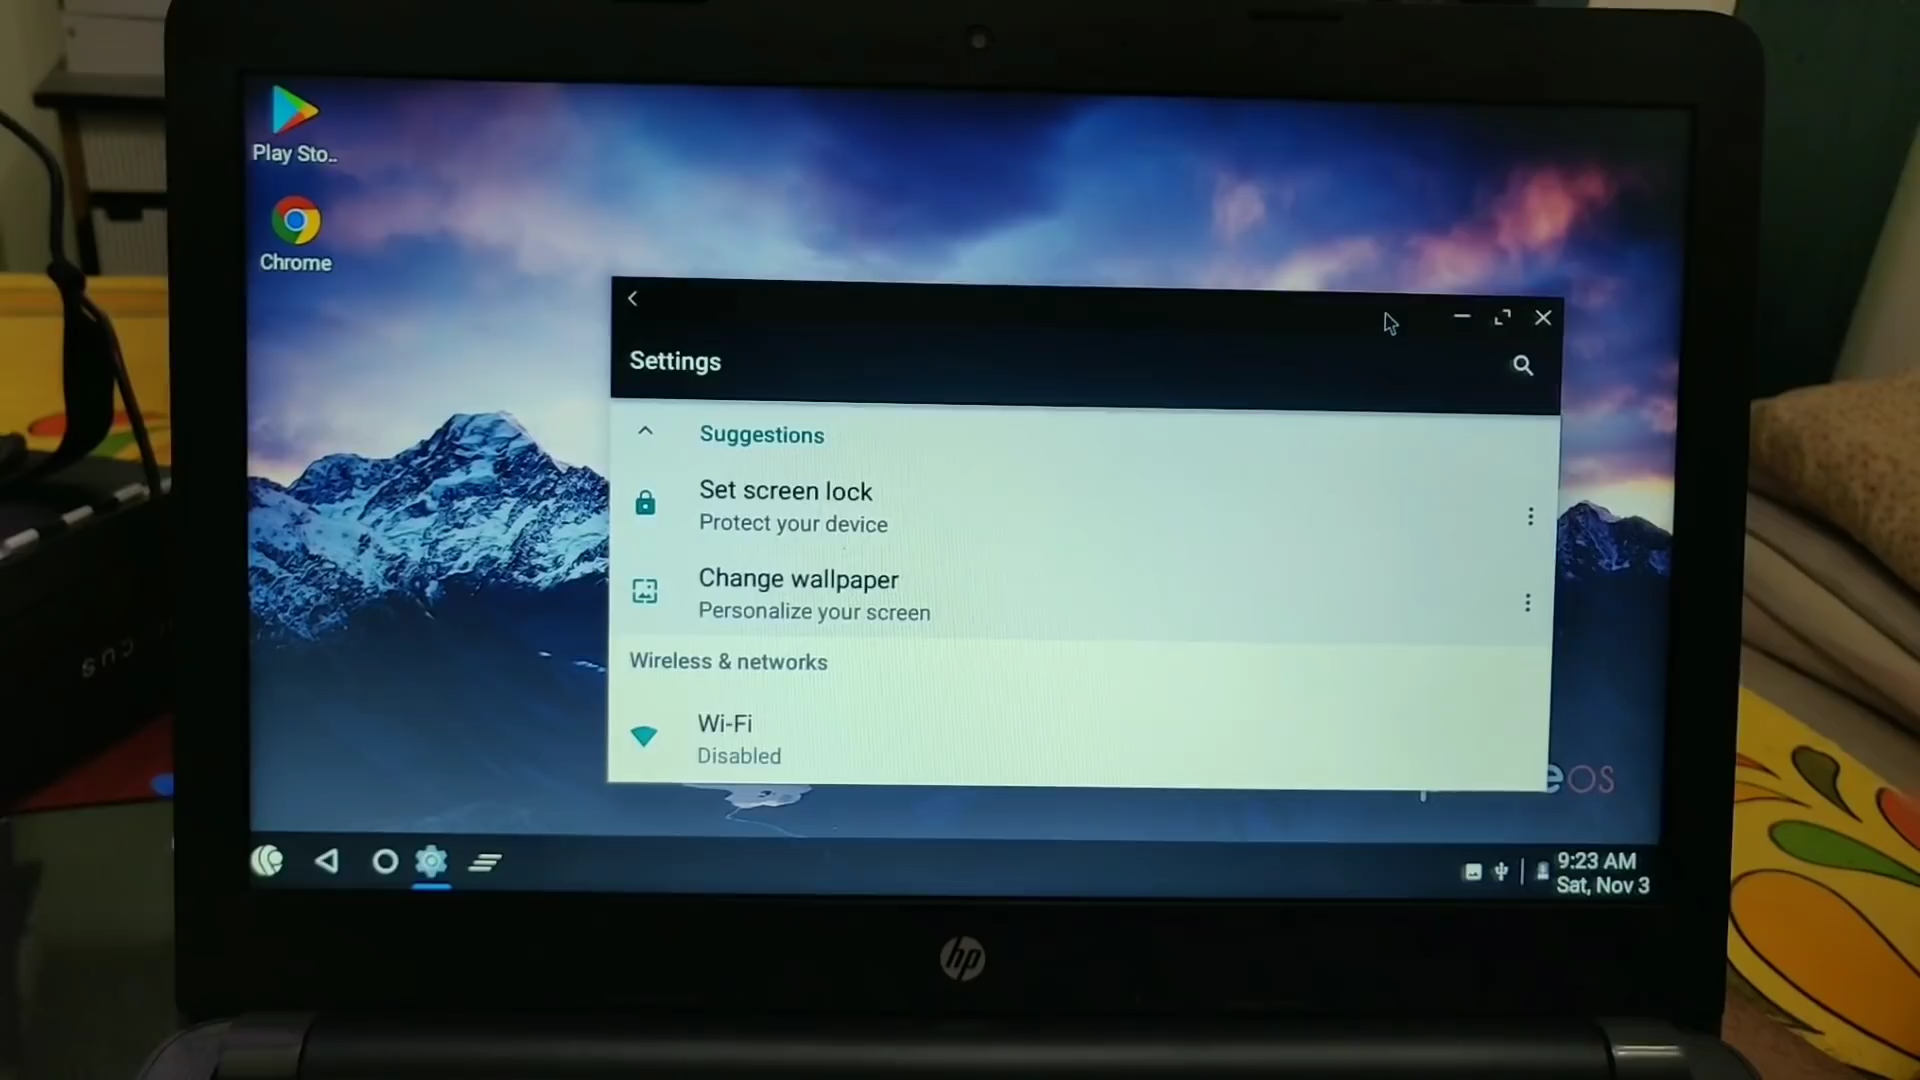 Play Sto..
Chrome
Settings
Suggestions
Set screen lock
Protect your device
Change wallpaper
Personalize your screen
Wireless & networks
Wi-Fi
Disabled
eOS
9:23 AM
Sat, Nov 3
hp